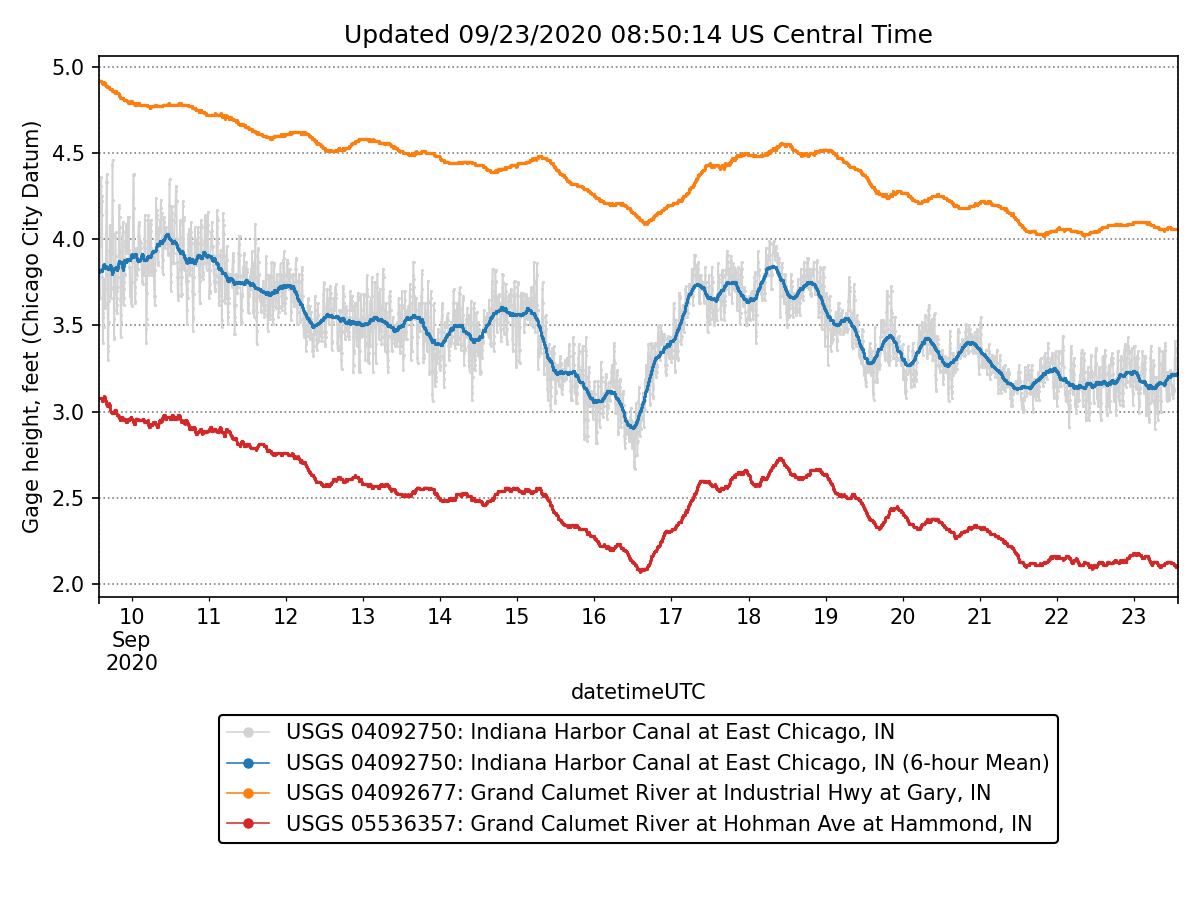 Updated 09/23/2020 08:50:14 US Central Time
Gage height, feet (Chicago City Datum)
5.0
4.5
4.0
3.5
3.0
2.5
2.0
10 11 12 13 14 15 16 17 18 19 20 21 22 23
Sep
2020
datetimeUTC
USGS 04092750: Indiana Harbor Canal at East Chicago, IN
USGS 04092750: Indiana Harbor Canal at East Chicago, IN (6-hour Mean)
USGS 04092677: Grand Calumet River at Industrial Hwy at Gary, IN
USGS 05536357: Grand Calumet River at Hohman Ave at Hammond, IN